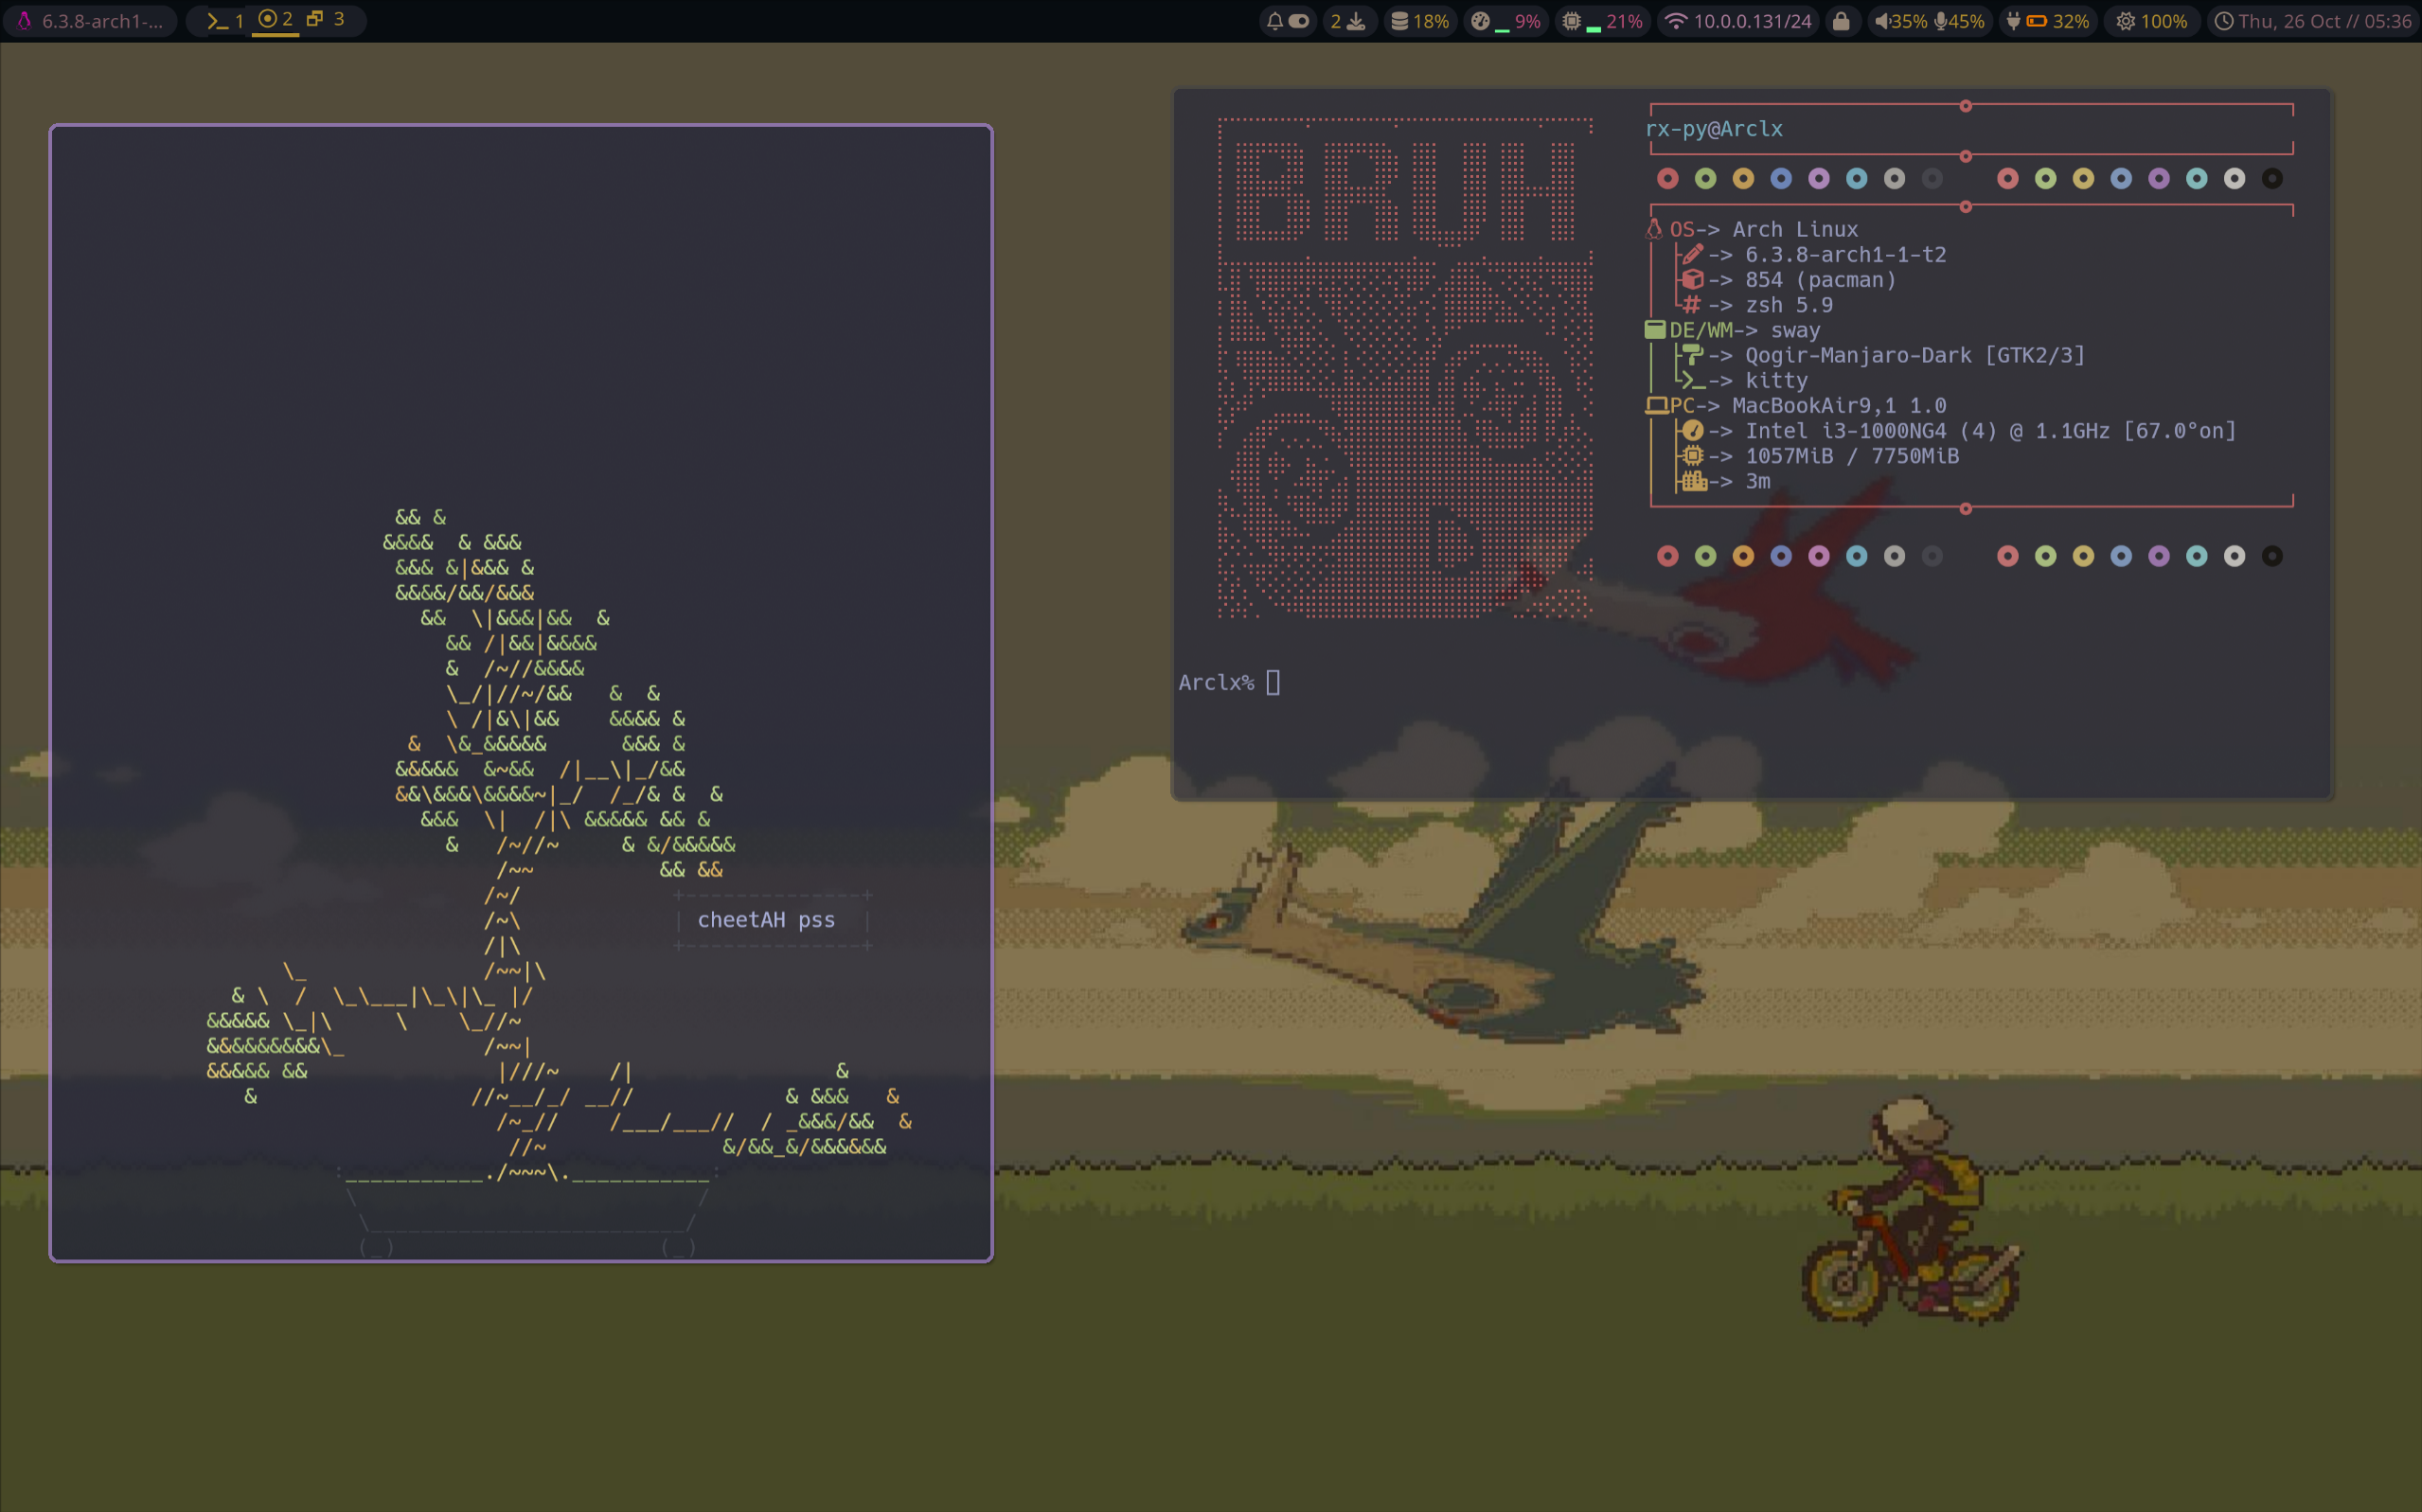 6.3.8-arch1-...
1 2 3
2 18% 9% 21% 10.0.0.131/24 35% 45% 32% 100% Thu, 26 Oct // 05:36
BRUH
rx-py@Arclx
OS-> Arch Linux
-> 6.3.8-arch1-1-t2
-> 854 (pacman)
# -> zsh 5.9
DE/WM-> sway
-> Qogir-Manjaro-Dark [GTK2/3]
-> kitty
PC-> MacBookAir9,1 1.0
-> Intel i3-1000NG4 (4) @ 1.1GHz [67.0°on]
-> 1057MiB / 7750MiB
-> 3m
Arclx%
cheetAH pss